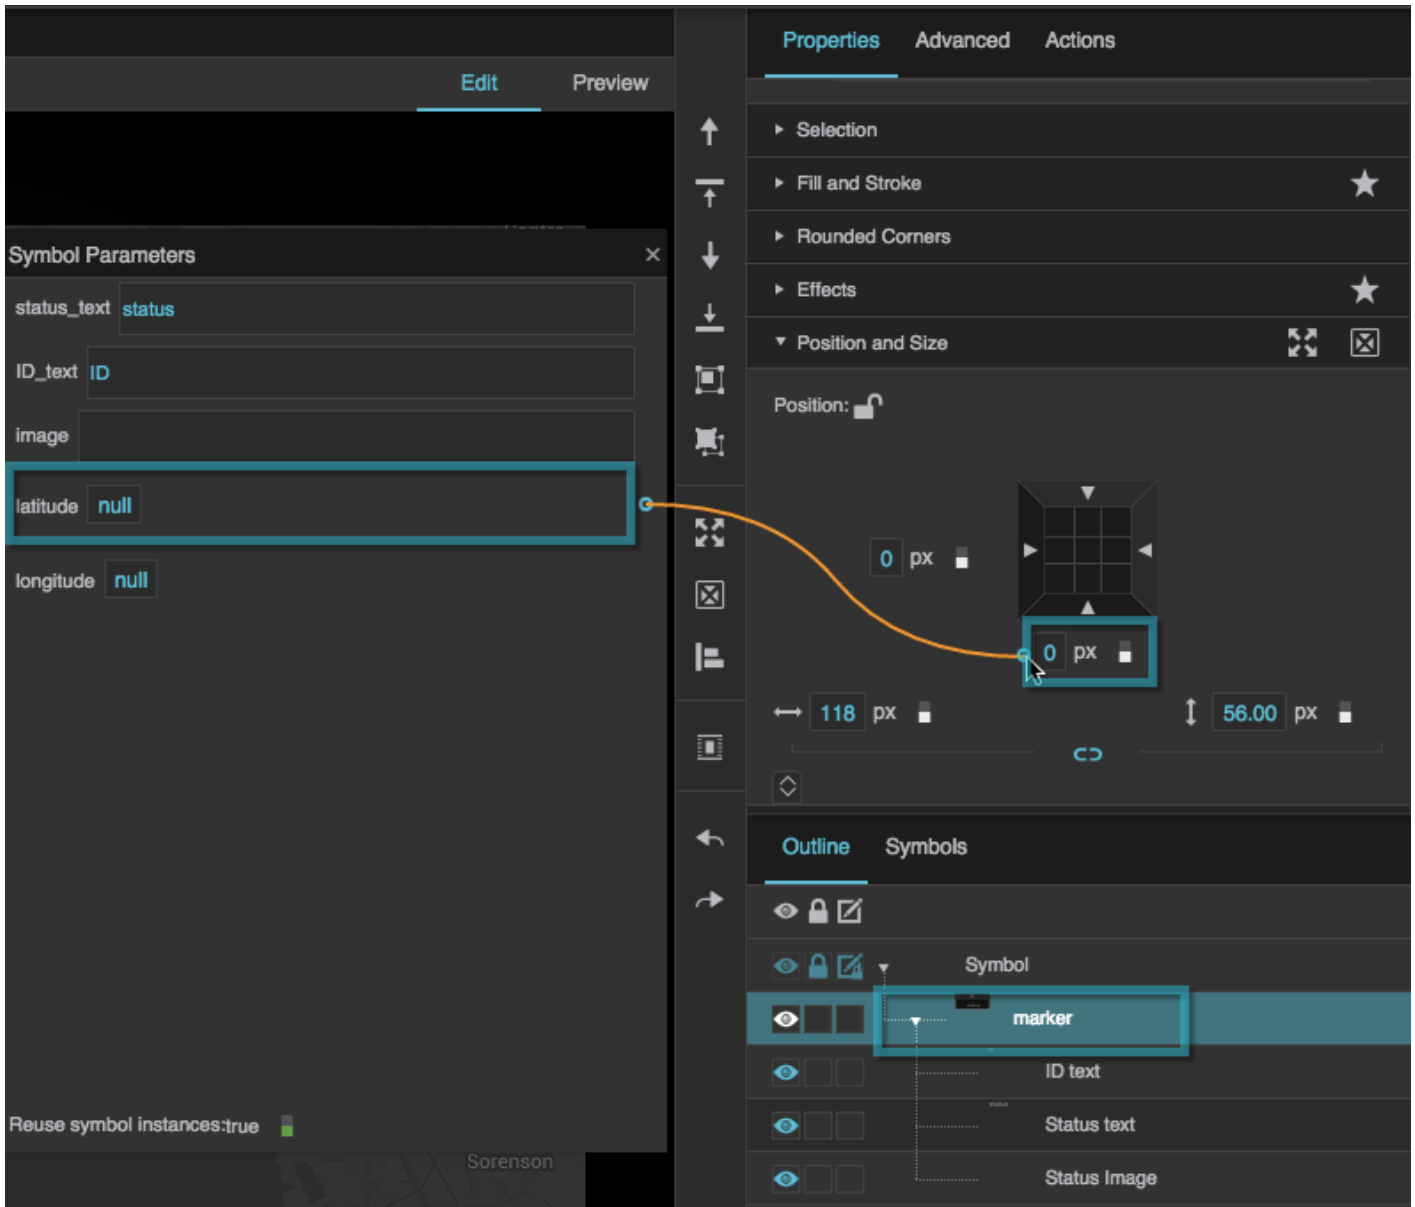 Edit Preview
Symbol Parameters
status_text status
ID_text ID
image
latitude null
longitude null
Reuse symbol instances:true
Sorenson
Properties Advanced Actions
Selection
Fill and Stroke
Rounded Corners
Effects
Position and Size
Position:
0 px
0 px
118 px 56.00 px
Outline Symbols
Symbol
marker
ID text
status
Status text
Status Image